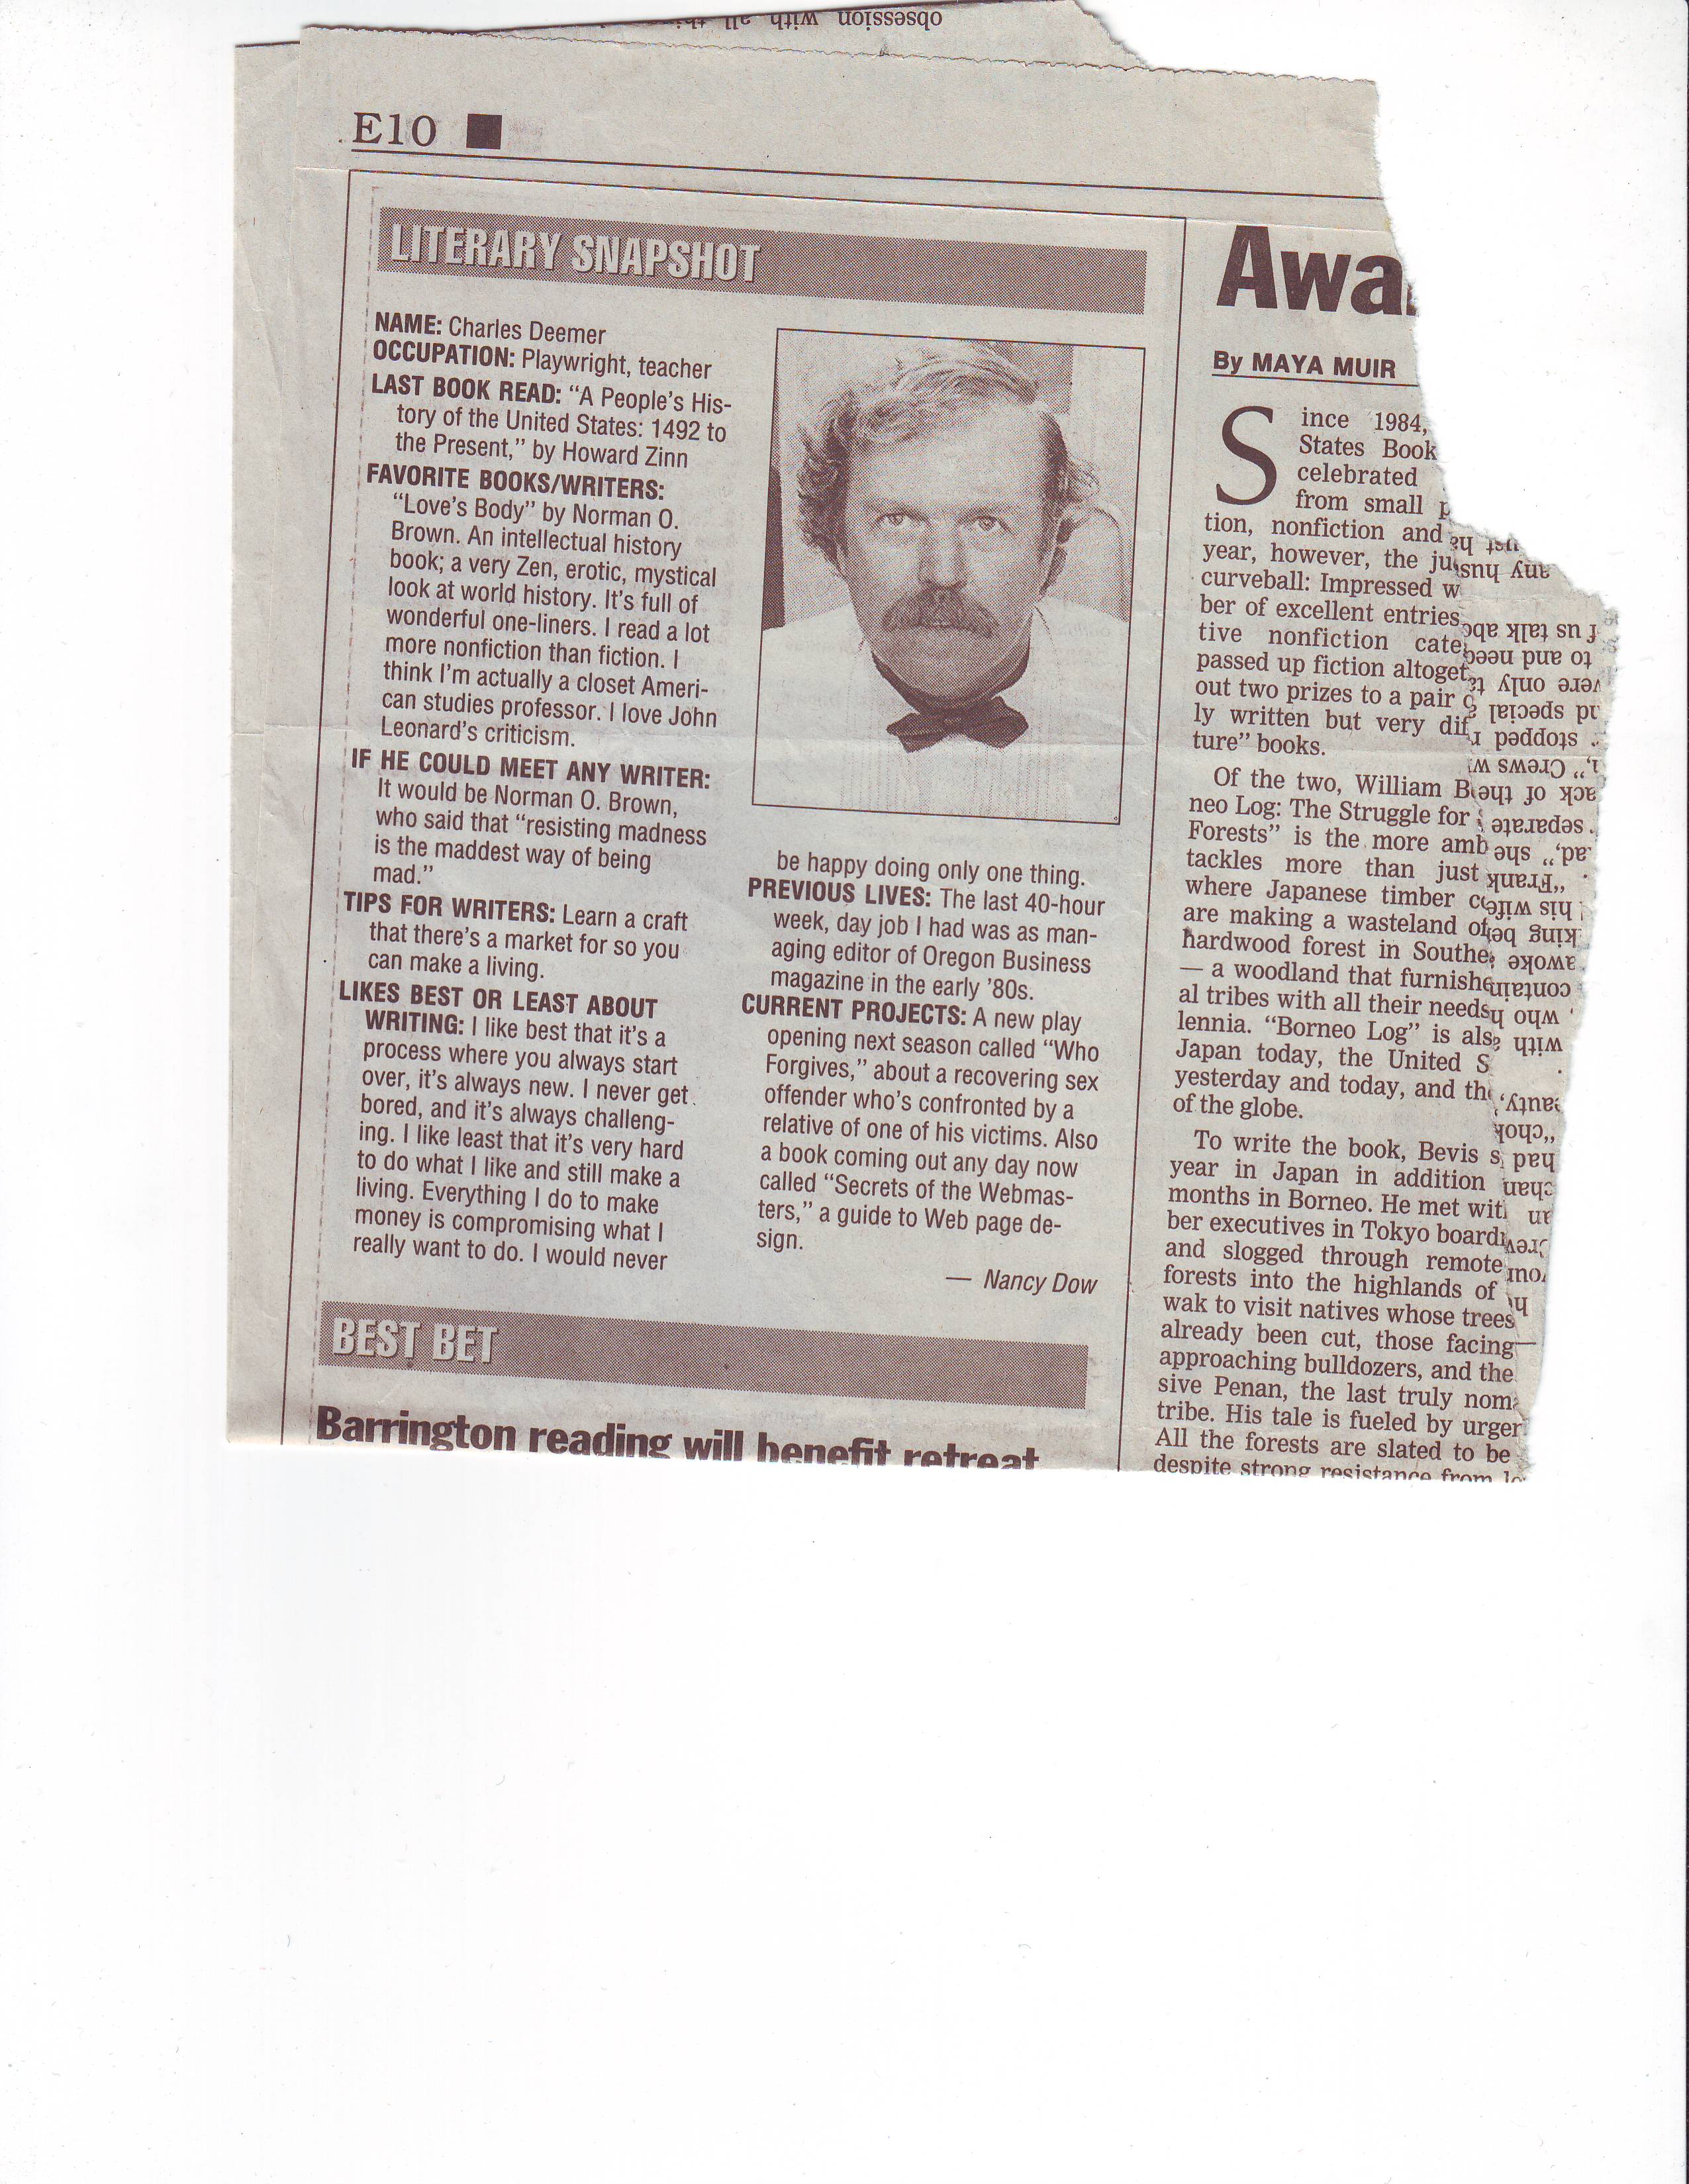 obsession with all
E10
LITERARY SNAPSHOT
NAME: Charles Deemer
OCCUPATION: Playwright, teacher
LAST BOOK READ: “A People’s His-
tory of the United States: 1492 to
the Present,” by Howard Zinn
FAVORITE BOOKS/WRITERS:
“Love’s Body” by Norman O.
Brown. An intellectual history
book; a very Zen, erotic, mystical
look at world history. It’s full of
wonderful one-liners. I read a lot
more nonfiction than fiction. I
think I’m actually a closet Ameri-
can studies professor. I love John
Leonard’s criticism.
IF HE COULD MEET ANY WRITER:
It would be Norman O. Brown,
who said that “resisting madness
is the maddest way of being
mad.”
TIPS FOR WRITERS: Learn a craft
that there’s a market for so you
can make a living.
LIKES BEST OR LEAST ABOUT
WRITING: I like best that it’s a
process where you always start
over, it’s always new. I never get
bored, and it’s always challeng-
ing. I like least that it’s very hard
to do what I like and still make a
living. Everything I do to make
money is compromising what I
really want to do. I would never
be happy doing only one thing.
PREVIOUS LIVES: The last 40-hour
week, day job I had was as man-
aging editor of Oregon Business
magazine in the early ’80s.
CURRENT PROJECTS: A new play
opening next season called “Who
Forgives,” about a recovering sex
offender who’s confronted by a
relative of one of his victims. Also
a book coming out any day now
called “Secrets of the Webmas-
ters,” a guide to Web page de-
sign.
— Nancy Dow
BEST BET
Barrington reading will benefit retreat
Awa
By MAYA MUIR
Since 1984,
States Book
celebrated
from small
tion, nonfiction and
year, however, the
curveball: Impressed
ber of excellent entries
tive nonfiction
passed up fiction
out two prizes to a pair
ly written but very
ture” books.
Of the two, William
neo Log: The Struggle for
Forests” is the more
tackles more than just
where Japanese timber
are making a wasteland
hardwood forest in
— a woodland that
al tribes with all their needs
lennia. “Borneo Log” is
Japan today, the United
yesterday and today, and
of the globe.
To write the book, Bevis
year in Japan in addition
months in Borneo. He met
ber executives in Tokyo
and slogged through remote
forests into the highlands of
wak to visit natives whose trees
already been cut, those facing
approaching bulldozers, and the
sive Penan, the last truly
tribe. His tale is fueled by
All the forests are slated to be
despite strong resistance from